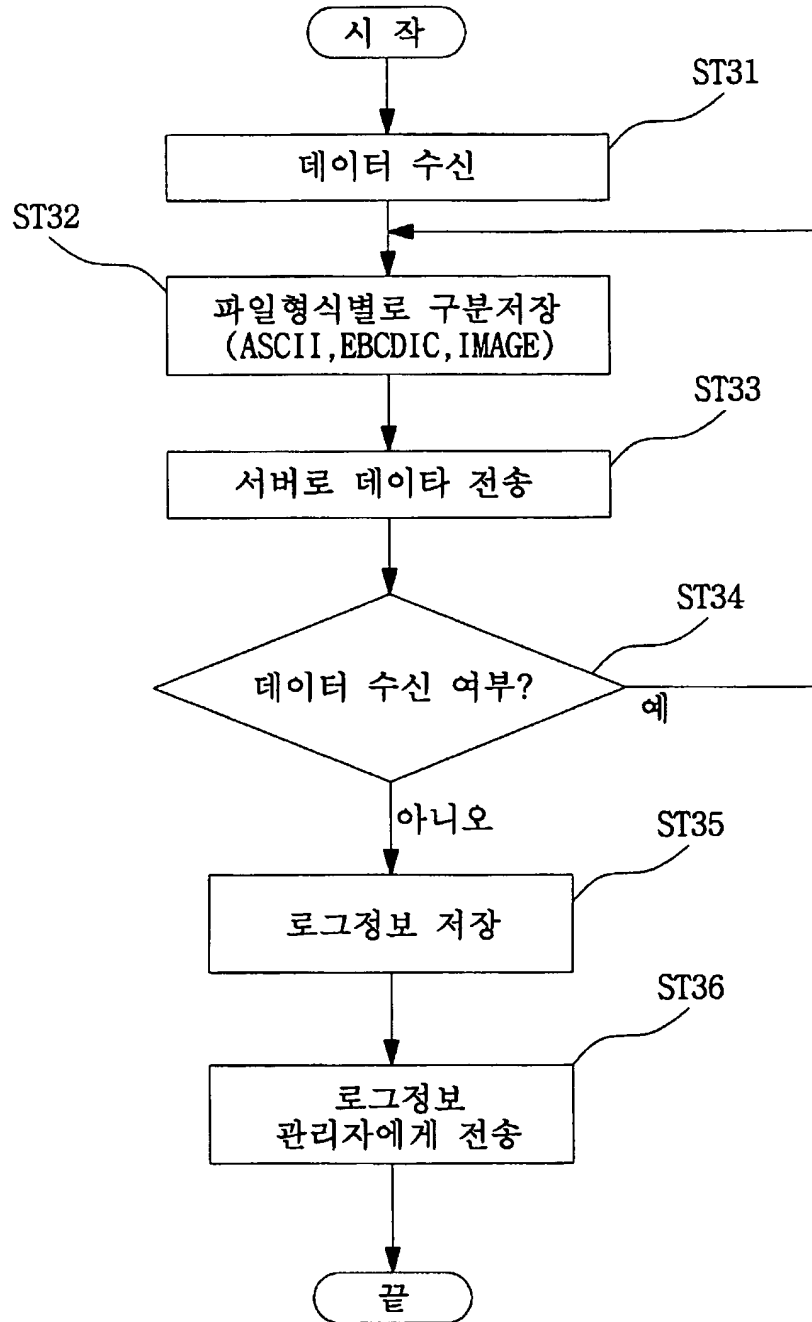 시 작
ST31
데이터 수신
ST32
파일형식별로 구분저장
(ASCII,EBCDIC,IMAGE)
ST33
서버로 데이타 전송
ST34
데이터 수신 여부?
예
아니오
ST35
로그정보 저장
ST36
로그정보
관리자에게 전송
끝